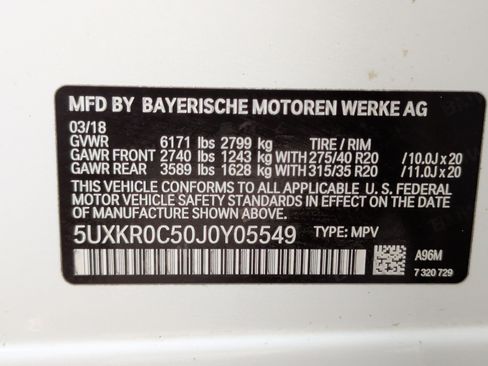 MFD BY BAYERISCHE MOTOREN WERKE AG
03/18
GVWR 6171 lbs 2799 kg TIRE / RIM
GAWR FRONT 2740 lbs 1243 kg WITH 275/40 R20 /10.0J x 20
GAWR REAR 3589 lbs 1628 kg WITH 315/35 R20 /11.0J x 20
THIS VEHICLE CONFORMS TO ALL APPLICABLE U. S. FEDERAL
MOTOR VEHICLE SAFETY STANDARDS IN EFFECT ON THE DATE
OF MANUFACTURE SHOWN ABOVE.
5UXKR0C50J0Y05549 TYPE: MPV
A96M
7 320 729